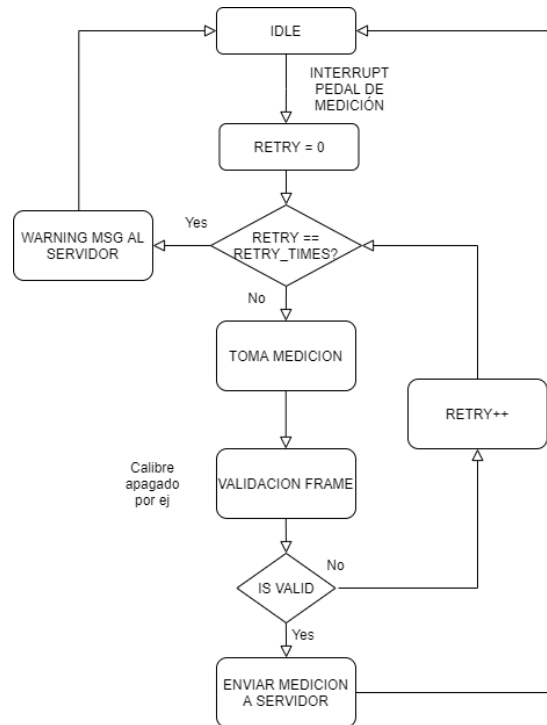 IDLE
INTERRUPT
PEDAL DE
MEDICIÓN
RETRY = 0
Yes
WARNING MSG AL
SERVIDOR
RETRY ==
RETRY_TIMES?
No
TOMA MEDICION
RETRY++
Calibre
apagado
por ej
VALIDACION FRAME
IS VALID
No
Yes
ENVIAR MEDICION
A SERVIDOR